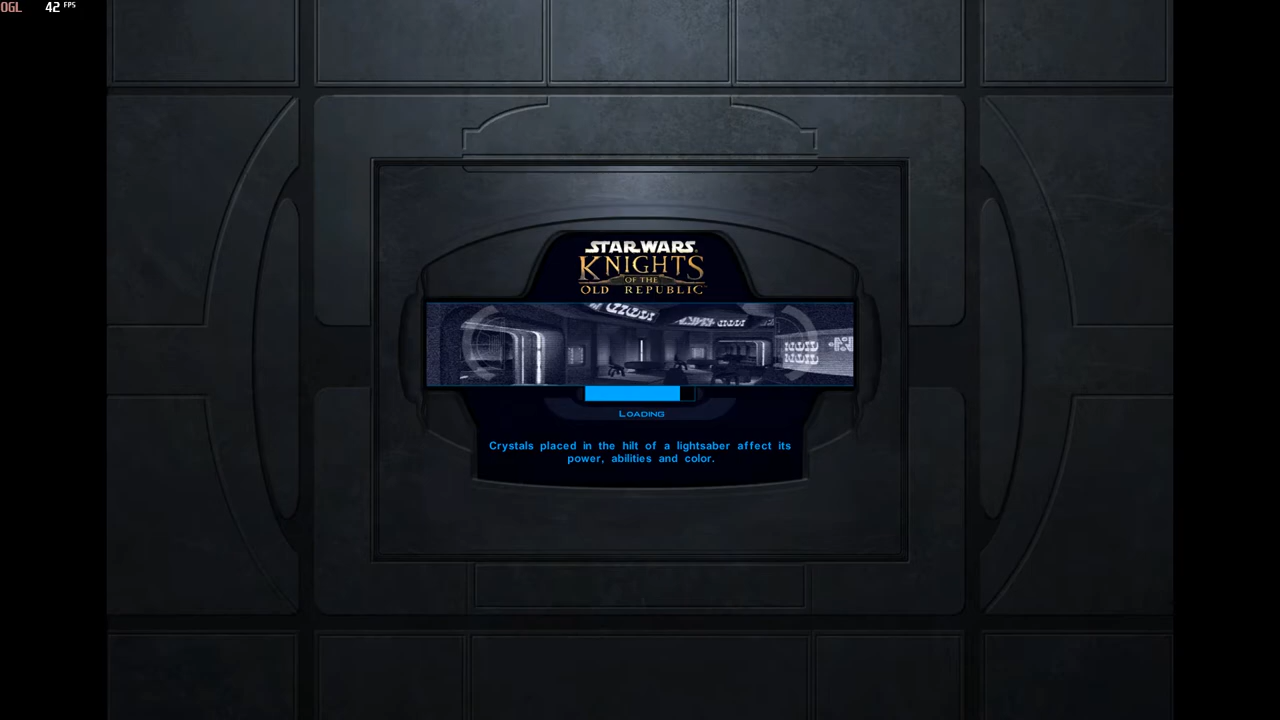 OGL 42 FPS
STAR WARS
KNIGHTS
OF THE
OLD REPUBLIC
LOADING
Crystals placed in the hilt of a lightsaber affect its
power, abilities and color.